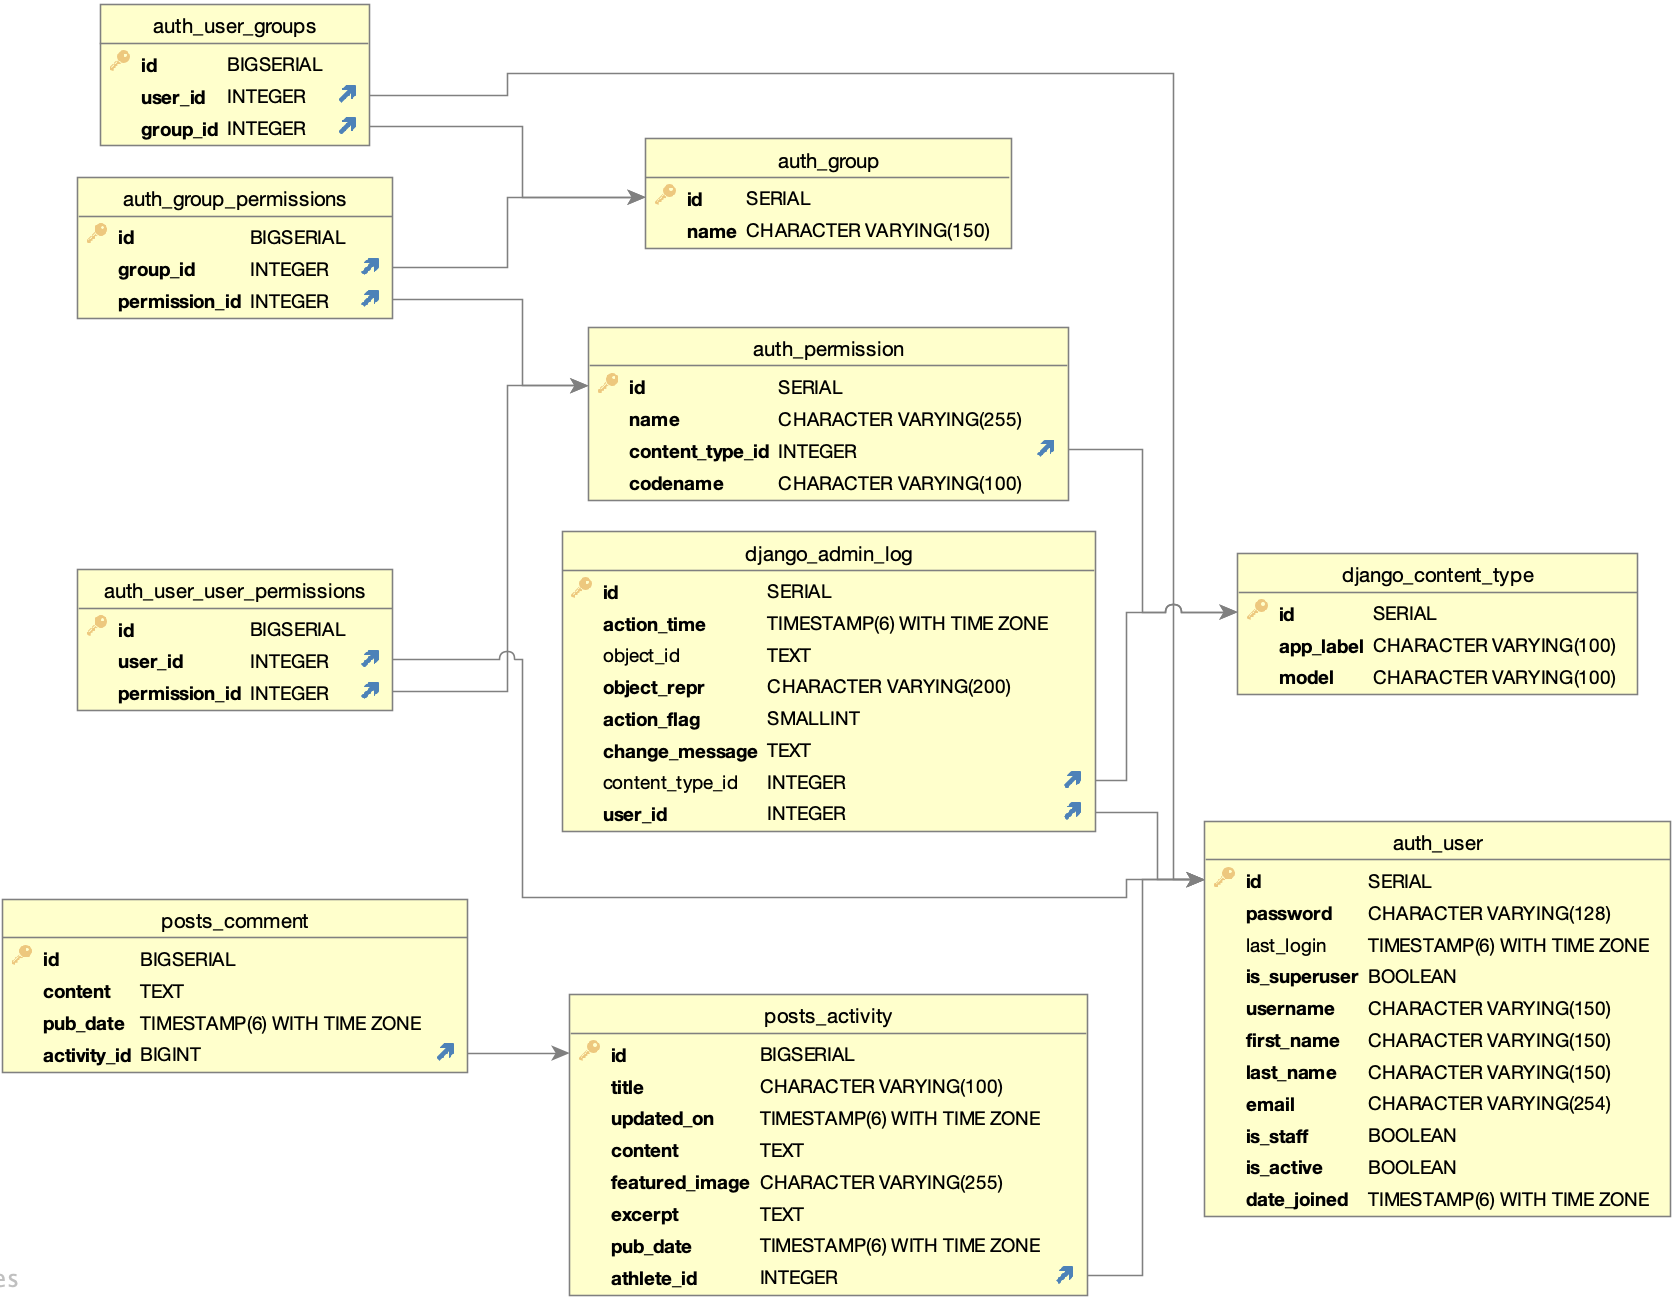 auth_user_groups
id BIGSERIAL
user_id INTEGER
group_id INTEGER
auth_group_permissions
id BIGSERIAL
group_id INTEGER
permission_id INTEGER
auth_group
id SERIAL
name CHARACTER VARYING(150)
auth_permission
id SERIAL
name CHARACTER VARYING(255)
content_type_id INTEGER
codename CHARACTER VARYING(100)
auth_user_user_permissions
id BIGSERIAL
user_id INTEGER
permission_id INTEGER
django_admin_log
id SERIAL
action_time TIMESTAMP(6) WITH TIME ZONE
object_id TEXT
object_repr CHARACTER VARYING(200)
action_flag SMALLINT
change_message TEXT
content_type_id INTEGER
user_id INTEGER
django_content_type
id SERIAL
app_label CHARACTER VARYING(100)
model CHARACTER VARYING(100)
auth_user
id SERIAL
password CHARACTER VARYING(128)
last_login TIMESTAMP(6) WITH TIME ZONE
is_superuser BOOLEAN
username CHARACTER VARYING(150)
first_name CHARACTER VARYING(150)
last_name CHARACTER VARYING(150)
email CHARACTER VARYING(254)
is_staff BOOLEAN
is_active BOOLEAN
date_joined TIMESTAMP(6) WITH TIME ZONE
posts_comment
id BIGSERIAL
content TEXT
pub_date TIMESTAMP(6) WITH TIME ZONE
activity_id BIGINT
posts_activity
id BIGSERIAL
title CHARACTER VARYING(100)
updated_on TIMESTAMP(6) WITH TIME ZONE
content TEXT
featured_image CHARACTER VARYING(255)
excerpt TEXT
pub_date TIMESTAMP(6) WITH TIME ZONE
athlete_id INTEGER
es